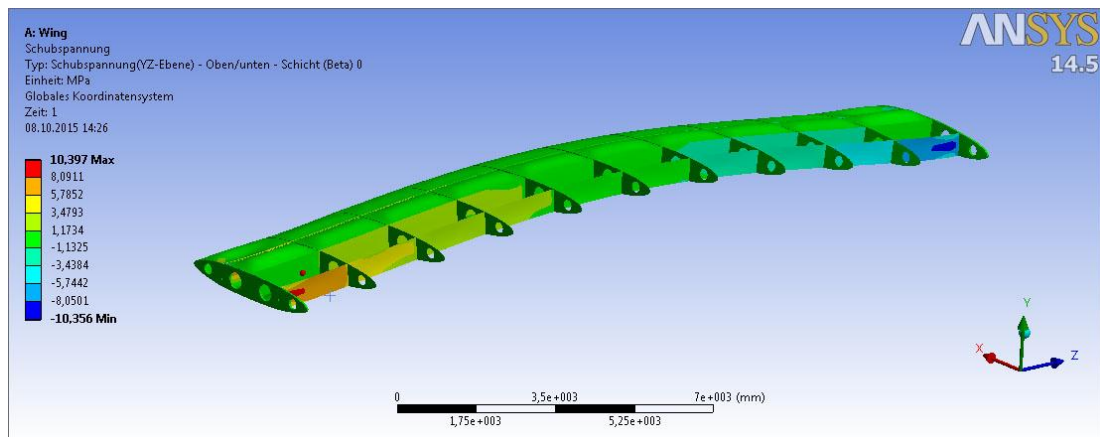 ANSYS
14.5
A: Wing
Schubspannung
Typ: Schubspannung(YZ-Ebene) - Oben/unten - Schicht (Beta) 0
Einheit: MPa
Globales Koordinatensystem
Zeit: 1
08.10.2015 14:26
10,397 Max
8,0911
5,7852
3,4793
1,1734
-1,1325
-3,4384
-5,7442
-8,0501
-10,356 Min
Y
X
Z
0 3,5e+003 7e+003 (mm)
1,75e+003 5,25e+003